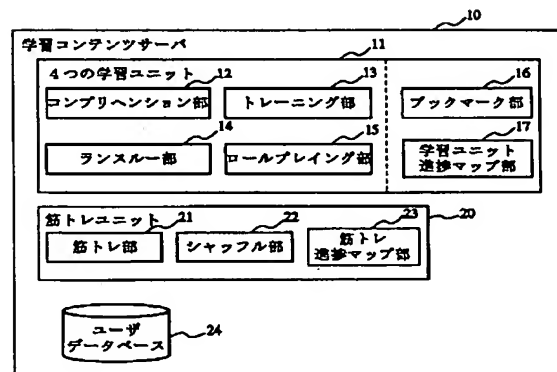 10
学習コンテンツサーバ
11
4つの学習ユニット
12
13
16
コンプリヘンション部
トレーニング部
ブックマーク部
14
15
17
ランスルー部
ロールプレイング部
学習ユニット
進捗マップ部
筋トレユニット
20
21
22
23
筋トレ部
シャッフル部
筋トレ
進捗マップ部
ユーザ
データベース
24